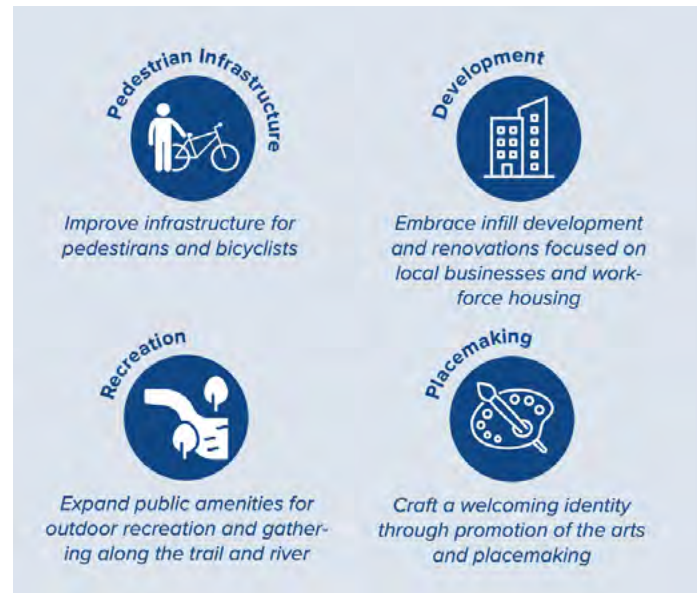 Pedestrian Infrastructure
Improve infrastructure for
pedestirans and bicyclists
Development
Embrace infill development
and renovations focused on
local businesses and work-
force housing
Recreation
Expand public amenities for
outdoor recreation and gather-
ing along the trail and river
Placemaking
Craft a welcoming identity
through promotion of the arts
and placemaking